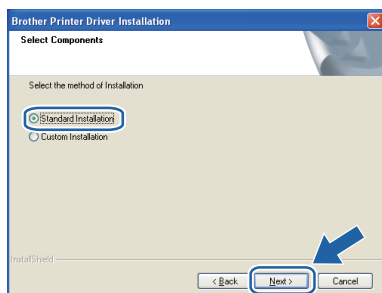 Brother Printer Driver Installation
Select Components
Select the method of Installation
Standard Installation
Custom Installation
InstallShield
< Back Next > Cancel